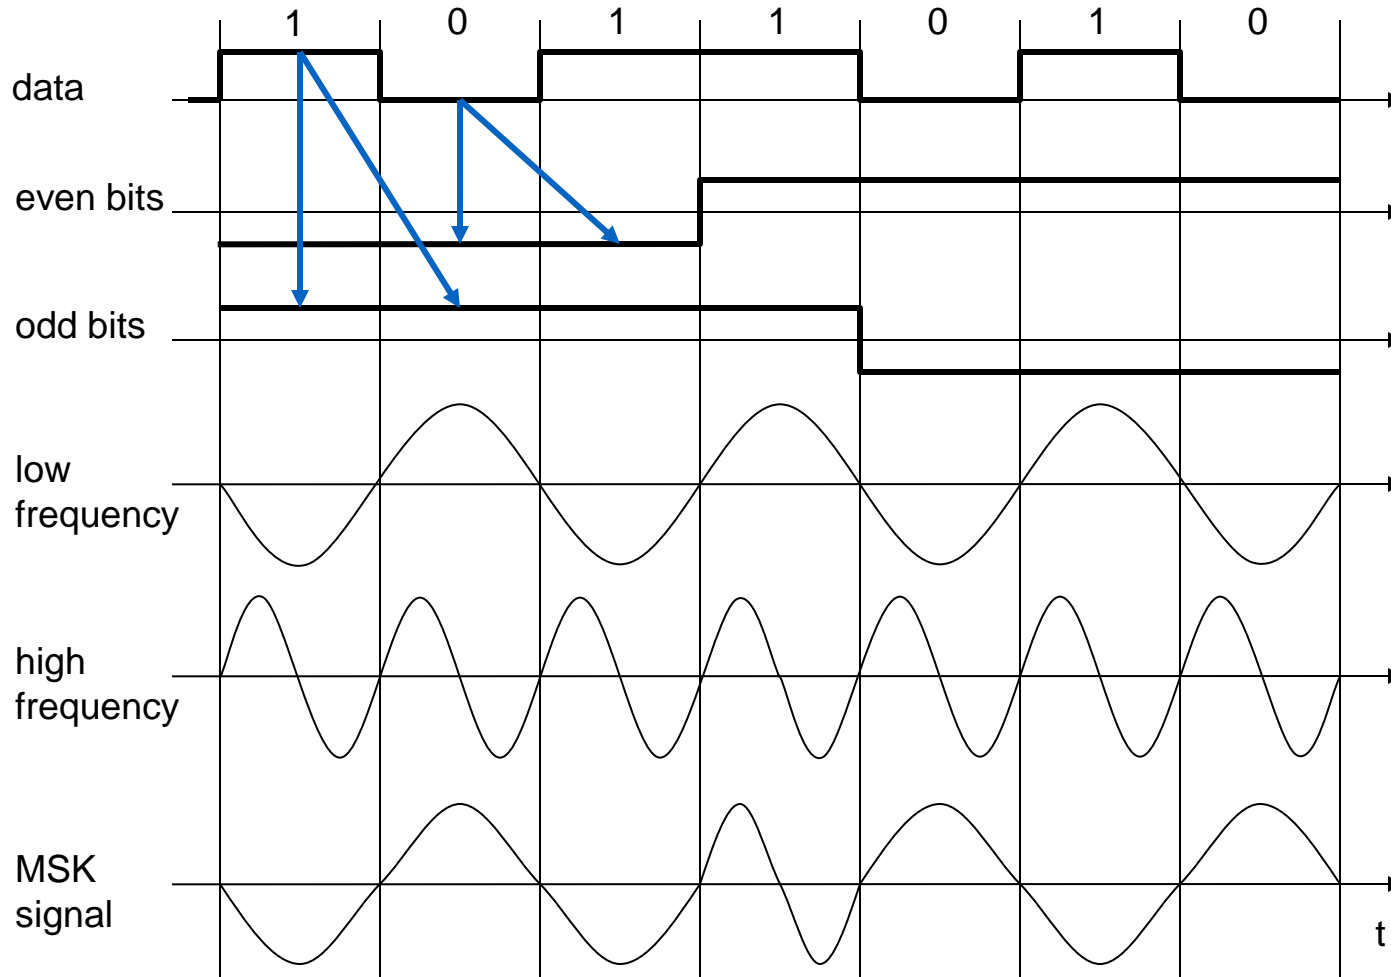 1 0 1 1 0 1 0
data
even bits
odd bits
low
frequency
high
frequency
MSK
signal
t